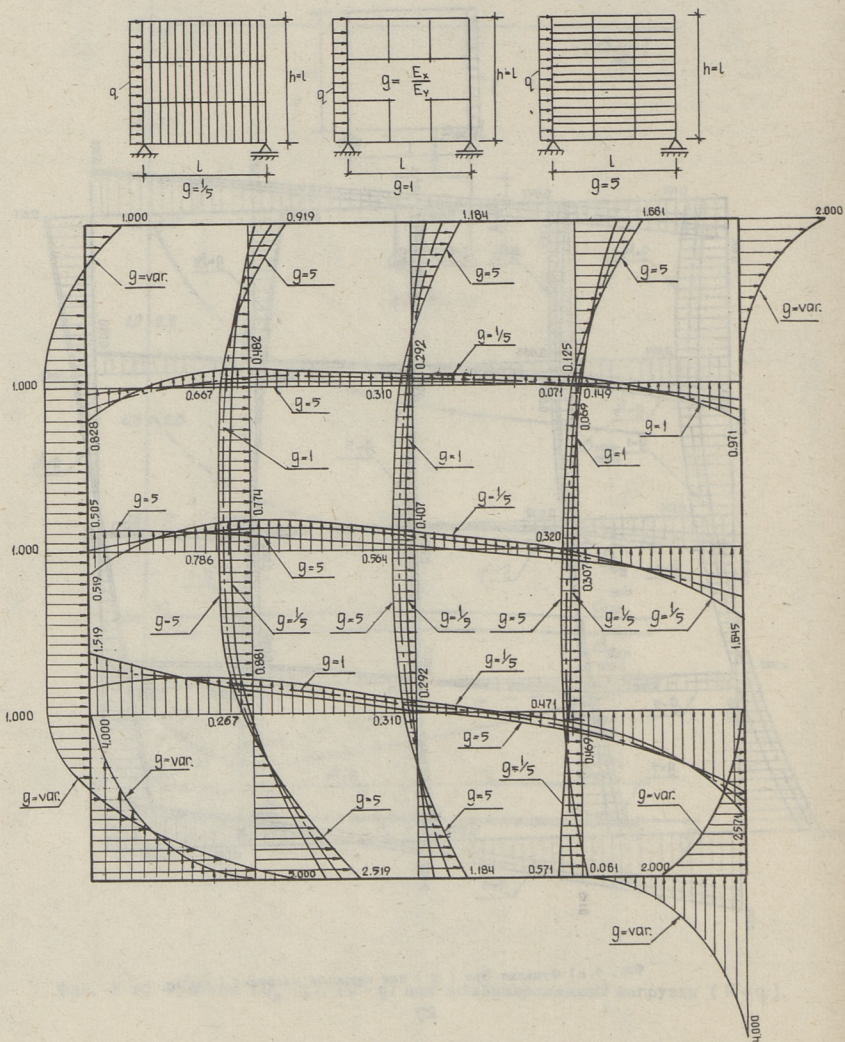 q
h=l
l
g=1/5
q
g= Ex/Ey
l
g=1
q
h=l
l
g=5
1.000
0.919
1.184
1.661
2.000
g=var.
g=5
g=5
g=5
g=var.
0.482
0.292
g=1/5
0.125
1.000
0.667
0.310
0.071
0.149
g=5
0.069
g=1
0.828
g=1
g=1
g=1
0.971
0.505
g=5
0.774
0.407
g=1/5
0.320
1.000
0.786
0.564
0.307
g=5
0.519
g=5
g=1/5
g=5
g=1/5
g=5
g=1/5
g=1/5
1.519
0.881
g=1
0.292
g=1/5
1.645
1.000
0.267
0.310
0.471
4.000
g=var.
g=5
0.469
g=1/5
g=var.
g=5
g=5
g=var.
2.571
5.000
2.519
1.184
0.571
0.061
2.000
g=var.
4.000